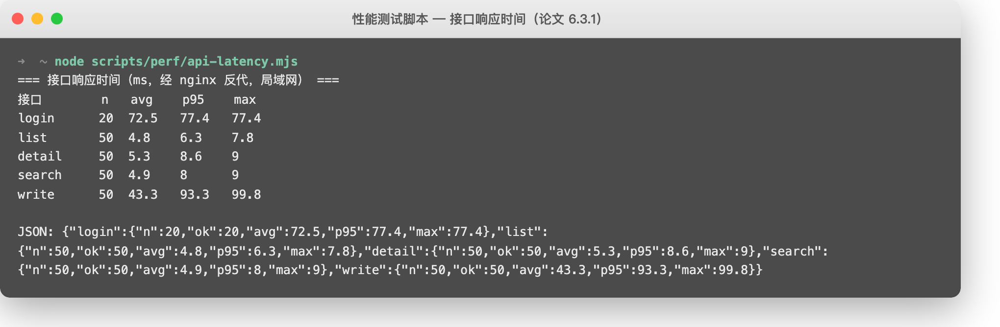 性能测试脚本 — 接口响应时间（论文 6.3.1）
➜ ~ node scripts/perf/api-latency.mjs
=== 接口响应时间（ms，经 nginx 反代，局域网） ===
接口 n avg p95 max
login 20 72.5 77.4 77.4
list 50 4.8 6.3 7.8
detail 50 5.3 8.6 9
search 50 4.9 8 9
write 50 43.3 93.3 99.8
JSON: {"login":{"n":20,"ok":20,"avg":72.5,"p95":77.4,"max":77.4},"list":
{"n":50,"ok":50,"avg":4.8,"p95":6.3,"max":7.8},"detail":{"n":50,"ok":50,"avg":5.3,"p95":8.6,"max":9},"search":
{"n":50,"ok":50,"avg":4.9,"p95":8,"max":9},"write":{"n":50,"ok":50,"avg":43.3,"p95":93.3,"max":99.8}}